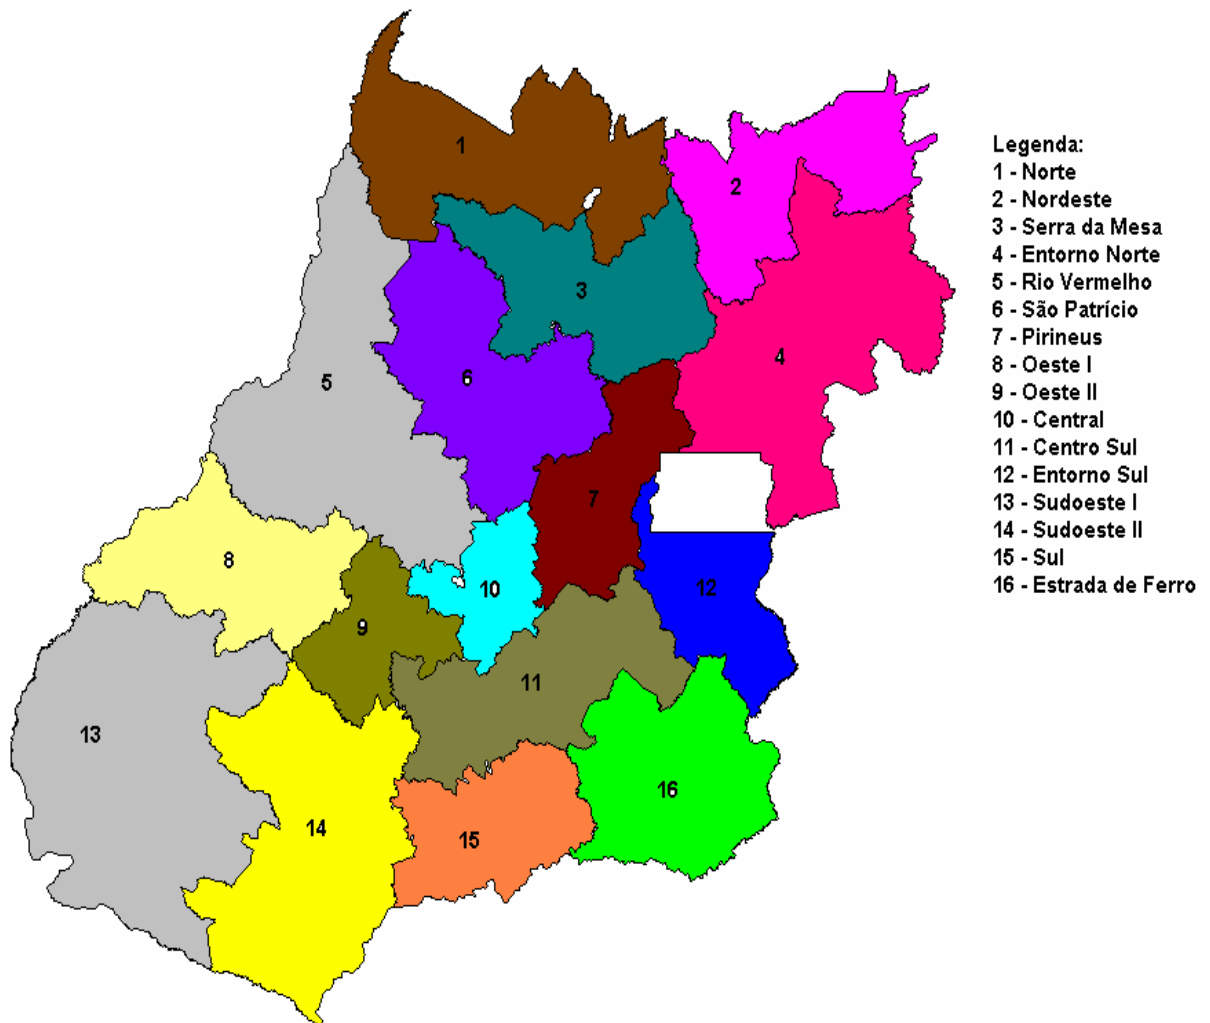 1
2
3
4
5
6
7
8
9
10
11
12
13
14
15
16
Legenda:
1 - Norte
2 - Nordeste
3 - Serra da Mesa
4 - Entorno Norte
5 - Rio Vermelho
6 - São Patrício
7 - Pirineus
8 - Oeste I
9 - Oeste II
10 - Central
11 - Centro Sul
12 - Entorno Sul
13 - Sudoeste I
14 - Sudoeste II
15 - Sul
16 - Estrada de Ferro